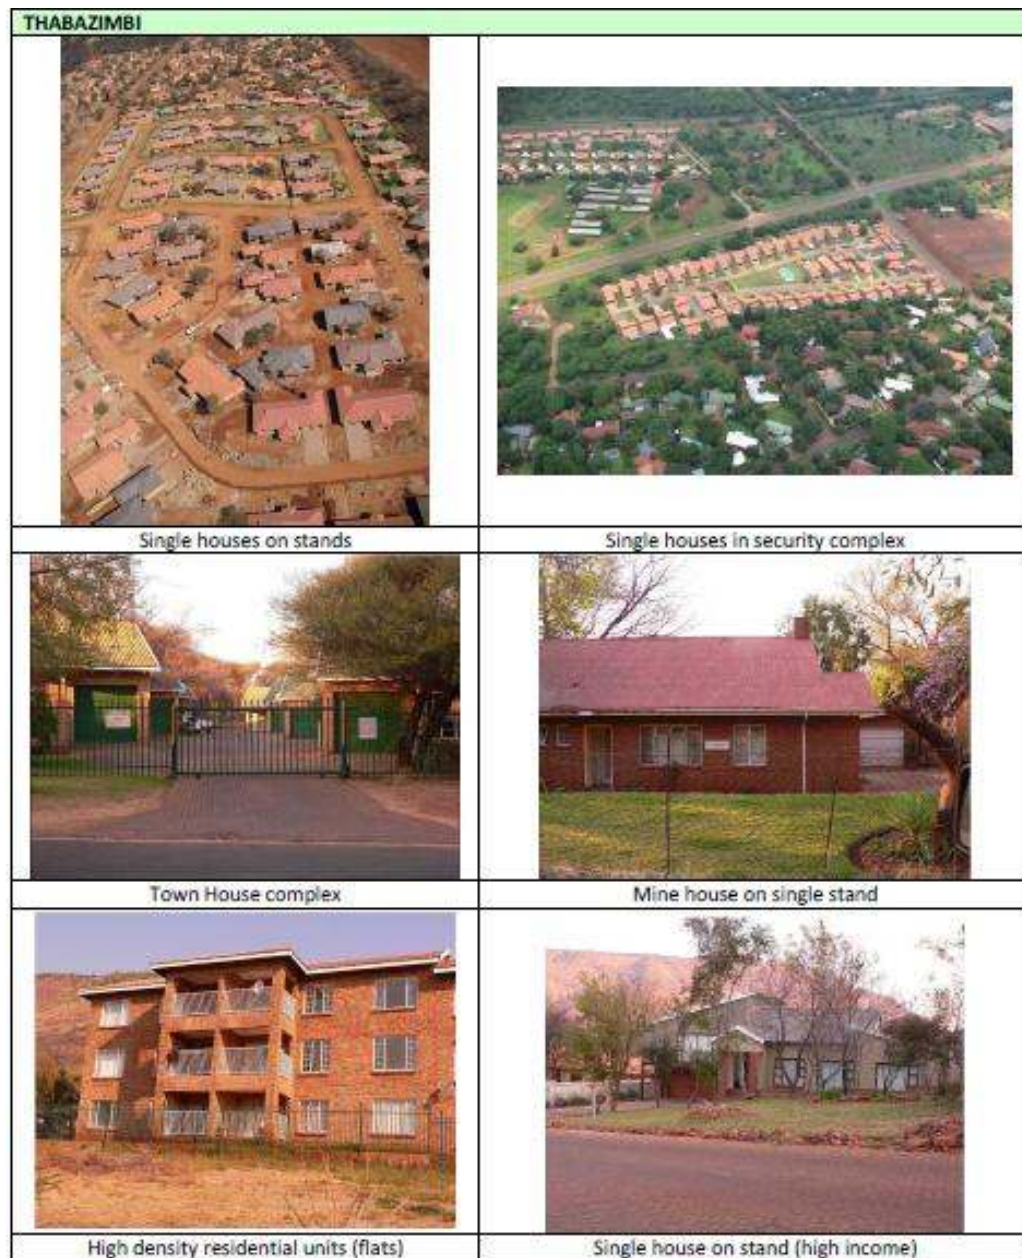 THABAZIMBI
Single houses on stands
Single houses in security complex
Town House complex
Mine house on single stand
High density residential units (flats)
Single house on stand (high income)